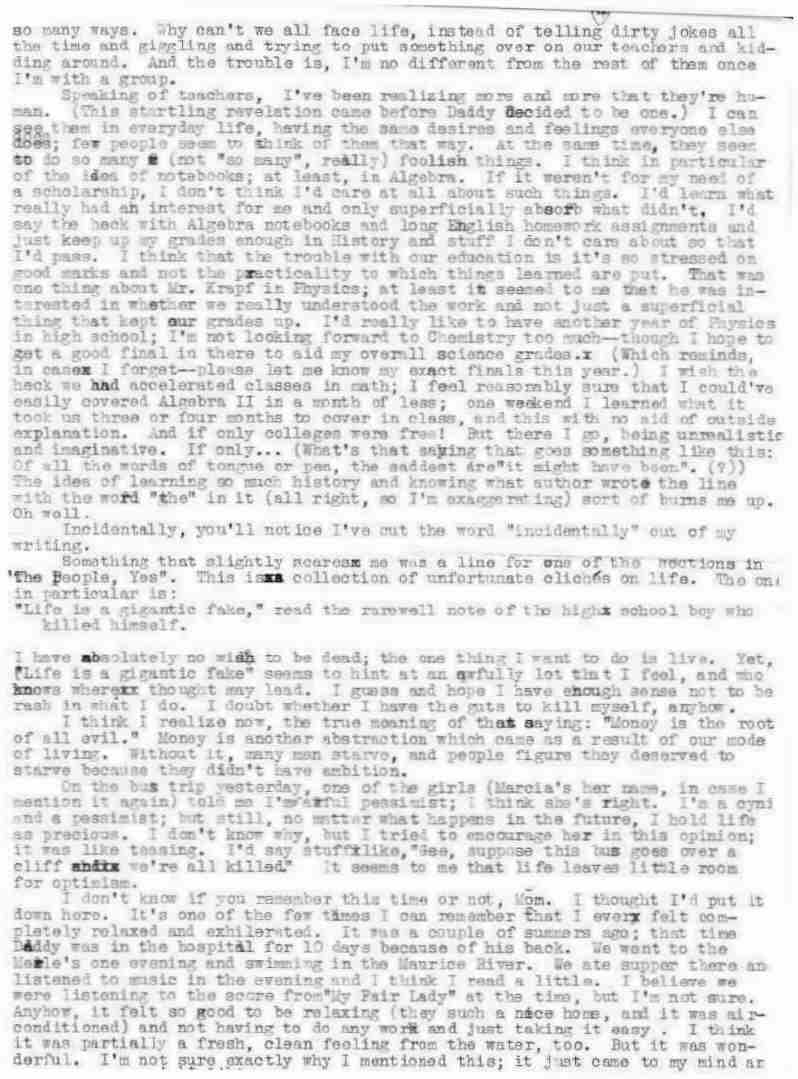 so many ways.  Why can't we all face life, instead of telling dirty jokes all
the time and giggling and trying to put something over on our teachers and kid-
ding around.  And the trouble is, I'm no different from the rest of them once
I'm with a group.
Speaking of teachers,  I've been realizing more and more that they're hu-
man.  (This startling revelation came before Daddy decided to be one.)  I can
see them in everyday life, having the same desires and feelings everyone else
does; few people seem to think of them that way.  At the same time, they seem
to do so many (not "so many", really) foolish things.  I think in particular
of the idea of notebooks; at least, in Algebra.  If it weren't for my need of
a scholarship, I don't think I'd care at all about such things.  I'd learn what
really had an interest for me and only superficially absorb what didn't.  I'd
say the heck with Algebra notebooks and long English homework assignments and
just keep up my grades enough in History and stuff I don't care about so that
I'd pass.  I think that the trouble with our education is it's so stressed on
good marks and not the practicality to which things learned are put.  That was
one thing about Mr. Krapf in Physics; at least it seemed to me that he was in-
terested in whether we really understood the work and not just a superficial
thing that kept our grades up.  I'd really like to have another year of Physics
in high school; I'm not looking forward to Chemistry too much—though I hope to
get a good final in there to aid my overall science grades.x  (Which reminds,
in casex I forget--please let me know my exact finals this year.)  I wish the
heck we had accelerated classes in math; I feel reasonably sure that I could've
easily covered Algebra II in a month of less;  one weekend I learned what it
took us three or four months to cover in class, and this with no aid of outside
explanation.  And if only colleges were free!  But there I go, being unrealistic
and imaginative.  If only... (What's that saying that goes something like this:
Of all the words of tongue or pen, the saddest are"it might have been". (?))
The idea of learning so much history and knowing what author wrote the line
with the word "the" in it (all right, so I'm exaggerating) sort of burns me up.
Oh well.
Incidentally, you'll notice I've cut the word "incidentally" out of my
writing.
Something that slightly scaresx me was a line for one of the sections in
"The People, Yes".  This isxa collection of unfortunate clichés on life.  The one
in particular is:
"Life is a gigantic fake," read the farewell note of the highx school boy who
killed himself.
I have absolutely no wish to be dead; the one thing I want to do is live.  Yet,
"Life is a gigantic fake" seems to hint at an awfully lot that I feel, and who
knows wherexx thought may lead.  I guess and hope I have enough sense not to be
rash in what I do.  I doubt whether I have the guts to kill myself, anyhow.
I think I realize now, the true meaning of that saying: "Money is the root
of all evil."  Money is another abstraction which came as a result of our mode
of living.  Without it, many men starve, and people figure they deserved to
starve because they didn't have ambition.
On the bus trip yesterday, one of the girls (Marcia's her name, in case I
mention it again) told me I'm awful pessimist; I think she's right.  I'm a cyni
and a pessimist; but still, no matter what happens in the future, I hold life
as precious.  I don't know why, but I tried to encourage her in this opinion;
it was like teasing.  I'd say stuffxlike,"Gee, suppose this bus goes over a
cliff and we're all killed"  It seems to me that life leaves little room
for optimism.
I don't know if you remember this time or not, Mom.  I thought I'd put it
down here.  It's one of the few times I can remember that I everx felt com-
pletely relaxed and exhilerated.  It was a couple of summers ago; that time
Daddy was in the hospital for 10 days because of his back.  We went to the
one evening and swimming in the Maurice River.  We ate supper there an
listened to music in the evening and I think I read a little.  I believe we
were listening to the score from"My Fair Lady" at the time, but I'm not sure.
Anyhow, it felt so good to be relaxing (they such a nice home, and it was air-
conditioned) and not having to do any work and just taking it easy .  I think
it was partially a fresh, clean feeling from the water, too.  But it was won-
derful.  I'm not sure exactly why I mentioned this; it just came to my mind an